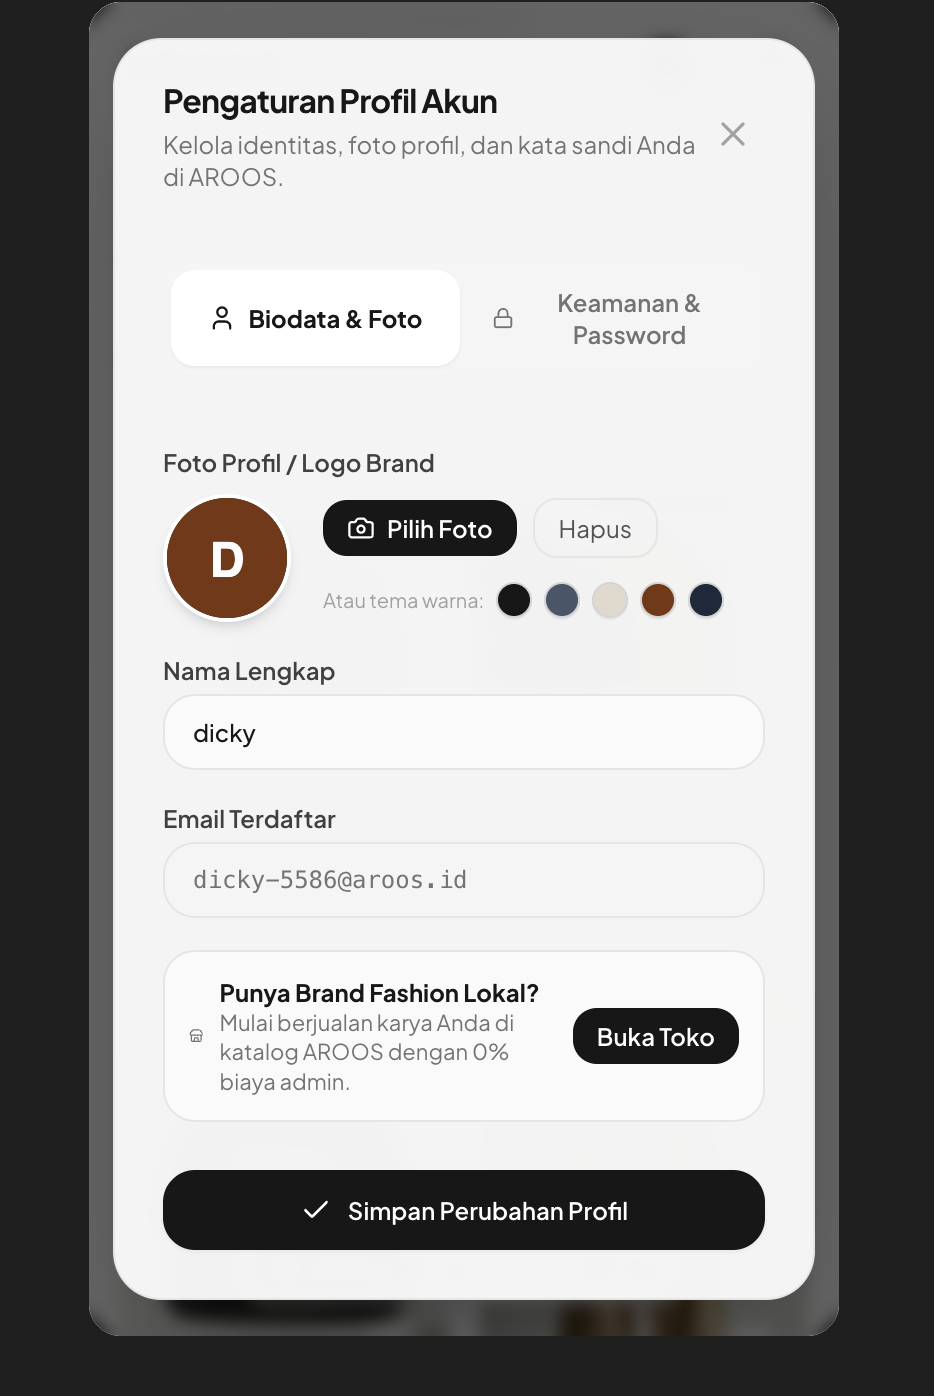 Pengaturan Profil Akun
Kelola identitas, foto profil, dan kata sandi Anda
di AROOS.
Biodata & Foto
Keamanan &
Password
Foto Profil / Logo Brand
D
Pilih Foto
Hapus
Atau tema warna:
Nama Lengkap
dicky
Email Terdaftar
dicky-5586@aroos.id
Punya Brand Fashion Lokal?
Mulai berjualan karya Anda di
katalog AROOS dengan 0%
biaya admin.
Buka Toko
Simpan Perubahan Profil